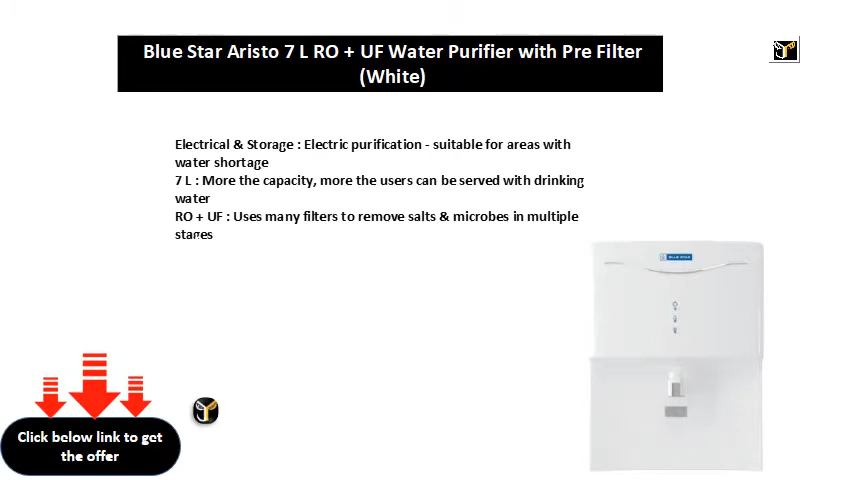 Blue Star Aristo 7 L RO + UF Water Purifier with Pre Filter
(White)
Electrical & Storage : Electric purification - suitable for areas with
water shortage
7 L : More the capacity, more the users can be served with drinking
water
RO + UF : Uses many filters to remove salts & microbes in multiple
stages
BLUE STAR
Click below link to get
the offer